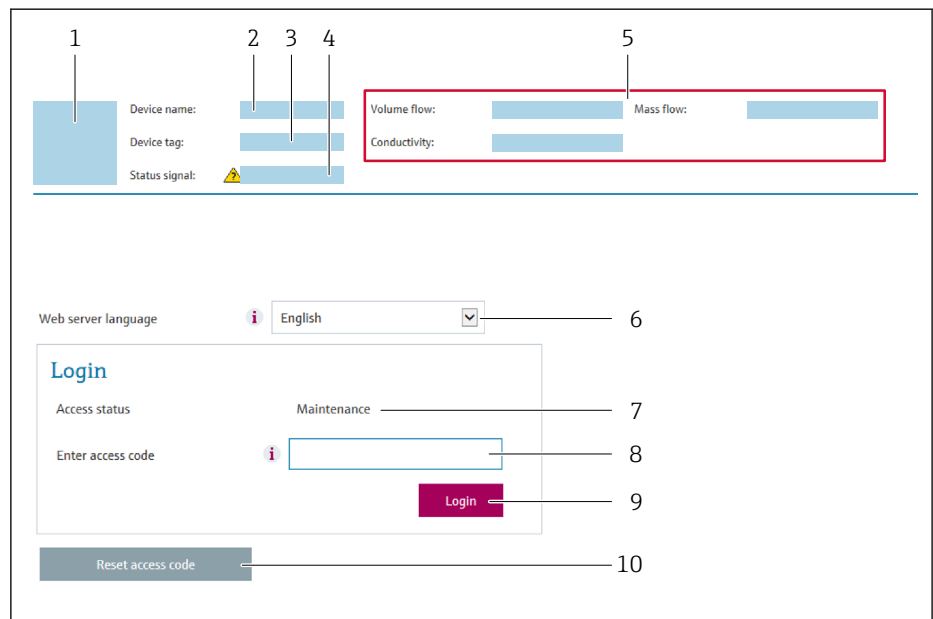 1 2 3 4 5
Device name: Volume flow: Mass flow:
Device tag: Conductivity:
Status signal: ?
Web server language i English 6
Login
Access status Maintenance 7
Enter access code i 8
Login 9
Reset access code 10